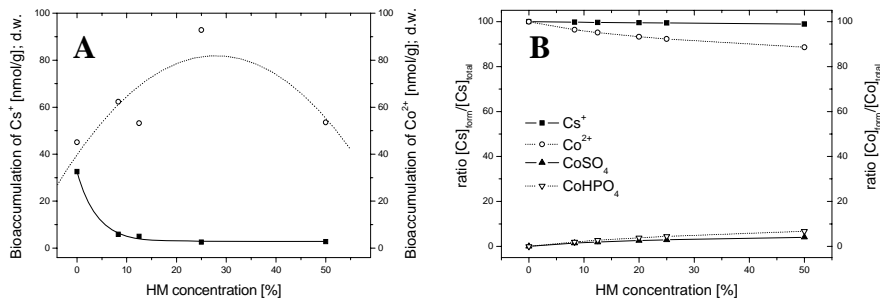 A
Bioaccumulation of Cs+ [nmol/g]; d.w.
100
80
60
40
20
0
0 10 20 30 40 50
HM concentration [%]
100
80
60
40
20
0
Bioaccumulation of Co2+ [nmol/g]; d.w.
B
ratio [Cs]form/[Cs]total
100
80
60
40
20
0
Cs+
Co2+
CoSO4
CoHPO4
0 10 20 30 40 50
HM concentration [%]
100
80
60
40
20
0
ratio [Co]form/[Co]total